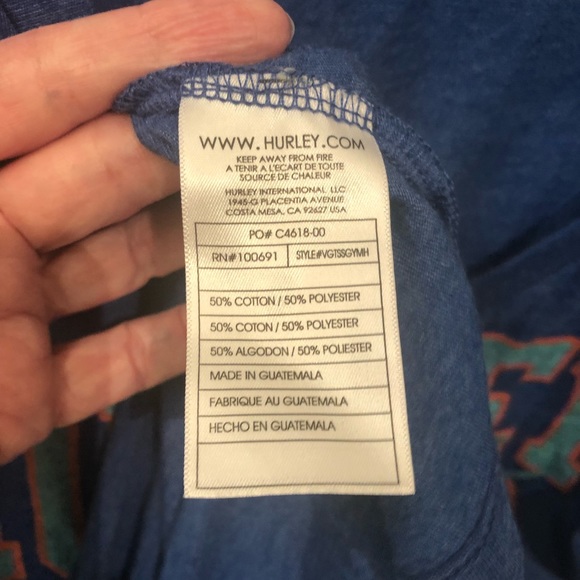 WWW.HURLEY.COM
KEEP AWAY FROM FIRE
A TENIR A L'ECART DE TOUTE
SOURCE DE CHALEUR
HURLEY INTERNATIONAL LLC
1945-G PLACENTIA AVENUE
COSTA MESA, CA 92627 USA
PO# C4618-00
RN#100691 STYLE#VGTSSGYMH
50% COTTON / 50% POLYESTER
50% COTON / 50% POLYESTER
50% ALGODON / 50% POLIESTER
MADE IN GUATEMALA
FABRIQUE AU GUATEMALA
HECHO EN GUATEMALA